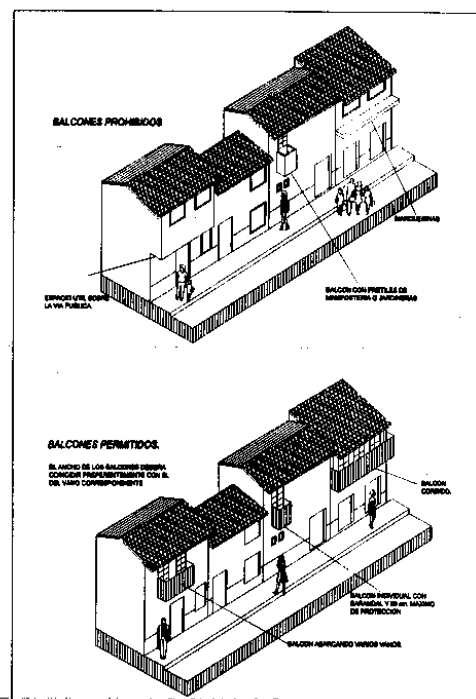 BALCONES PROHIBIDOS
MARQUESINAS
ESPACIO UTIL SOBRE
LA VIA PUBLICA.
BALCON CON PRETILES DE
MAMPOSTERIA O JARDINERAS
BALCONES PERMITIDOS.
EL ANCHO DE LOS BALCONES DEBERA
COINCIDIR PREFERENTEMENTE CON EL
DEL VANO CORRESPONDIENTE
BALCON
CORRIDO.
BALCON INDIVIDUAL CON
BARANDAL Y MAXIMO
DE PROTECCION
BALCON ABARCANDO VARIOS VANOS.